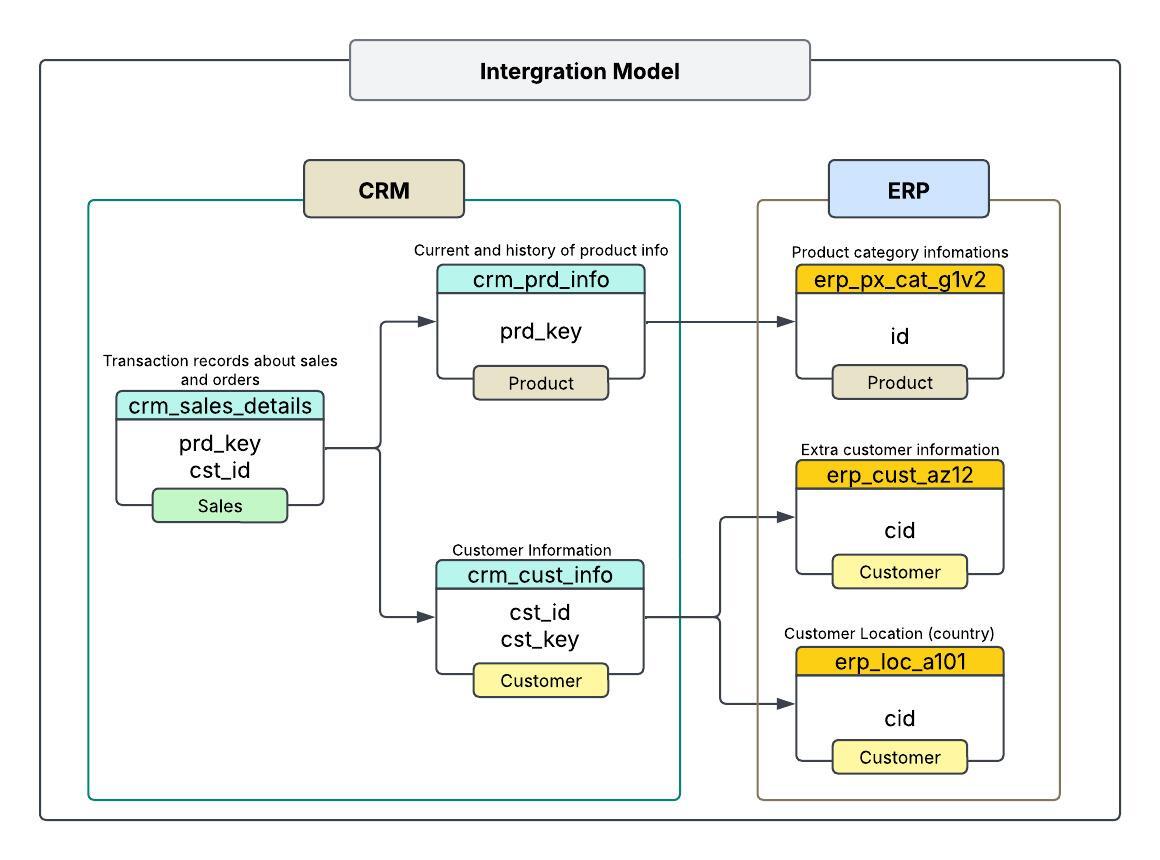 Intergration Model
CRM
ERP
Current and history of product info
crm_prd_info
prd_key
Product
Product category infomations
erp_px_cat_g1v2
id
Product
Transaction records about sales
and orders
crm_sales_details
prd_key
cst_id
Sales
Extra customer information
erp_cust_az12
cid
Customer
Customer Information
crm_cust_info
cst_id
cst_key
Customer
Customer Location (country)
erp_loc_a101
cid
Customer